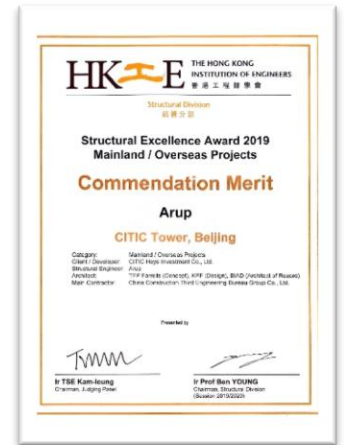 HKIE
THE HONG KONG
INSTITUTION OF ENGINEERS
香港工程師學會
Structural Division
結構分部
Structural Excellence Award 2019
Mainland / Overseas Projects
Commendation Merit
Arup
CITIC Tower, Beijing
Category: Mainland / Overseas Projects
Client / Developer: CITIC Heye Investment Co., Ltd.
Structural Engineer: Arup
Architect: TFP Farrells (Concept), KPF (Design), BIAD (Architect of Record)
Main Contractor: China Construction Third Engineering Bureau Group Co., Ltd.
Presented by
Ir TSE Kam-leung
Chairman, Judging Panel
Ir Prof Ben YOUNG
Chairman, Structural Division
(Session 2019/2020)